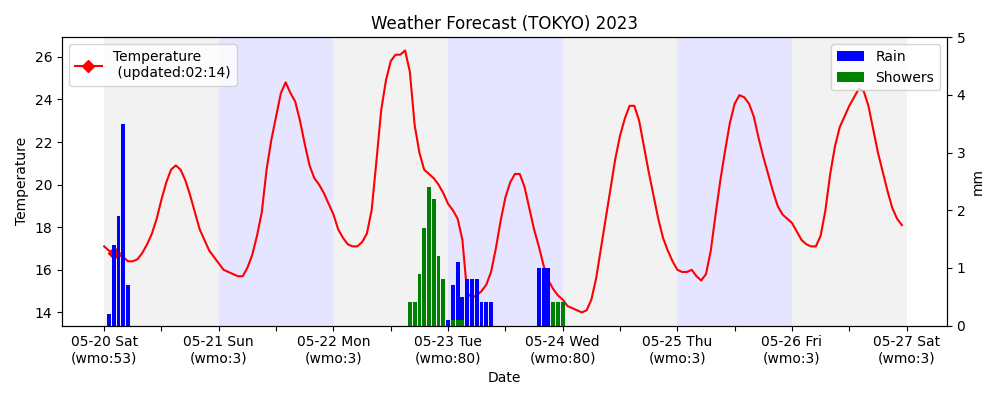 Weather Forecast (TOKYO) 2023
Temperature
(updated:02:14)
Rain
Showers
26
24
22
20
18
16
14
Temperature
5
4
3
2
1
0
mm
05-20 Sat
(wmo:53)
05-21 Sun
(wmo:3)
05-22 Mon
(wmo:3)
05-23 Tue
(wmo:80)
05-24 Wed
(wmo:80)
05-25 Thu
(wmo:3)
05-26 Fri
(wmo:3)
05-27 Sat
(wmo:3)
Date